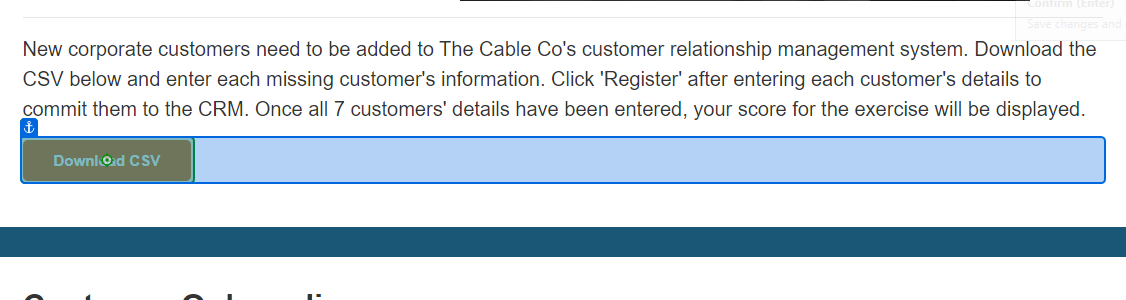 Confirm (Enter)
Save changes and
New corporate customers need to be added to The Cable Co's customer relationship management system. Download the
CSV below and enter each missing customer's information. Click 'Register' after entering each customer's details to
commit them to the CRM. Once all 7 customers' details have been entered, your score for the exercise will be displayed.
Download CSV